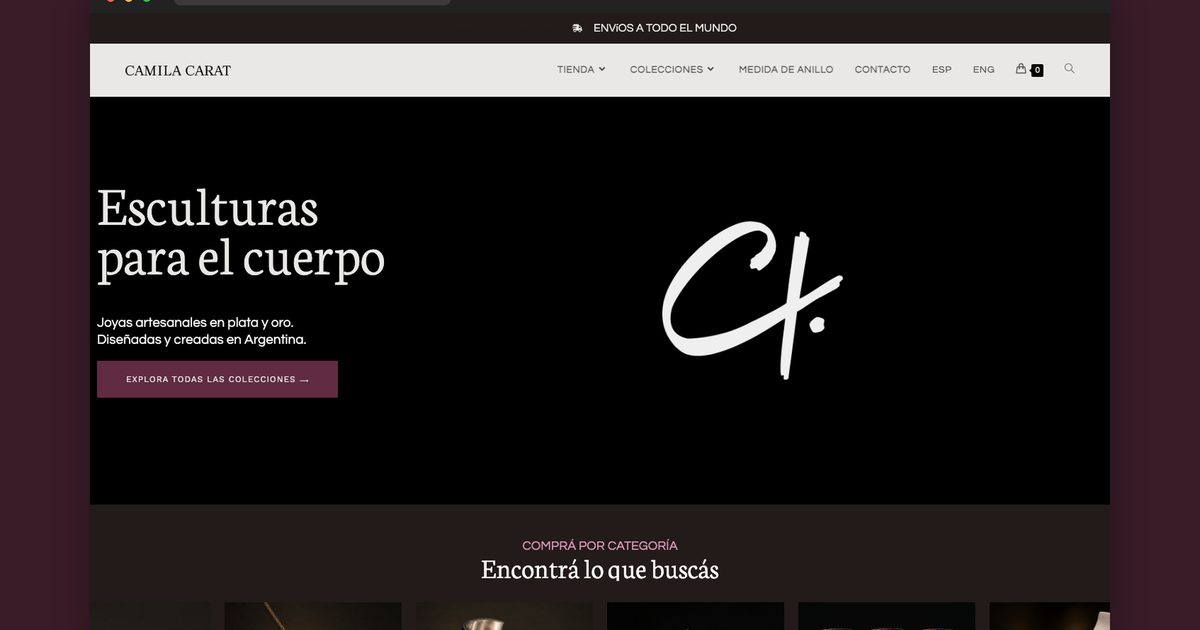 ENVíOS A TODO EL MUNDO
CAMILA CARAT
TIENDA COLECCIONES MEDIDA DE ANILLO CONTACTO ESP ENG 0
Esculturas
para el cuerpo
Joyas artesanales en plata y oro.
Diseñadas y creadas en Argentina.
EXPLORA TODAS LAS COLECCIONES →
COMPRÁ POR CATEGORÍA
Encontrá lo que buscás